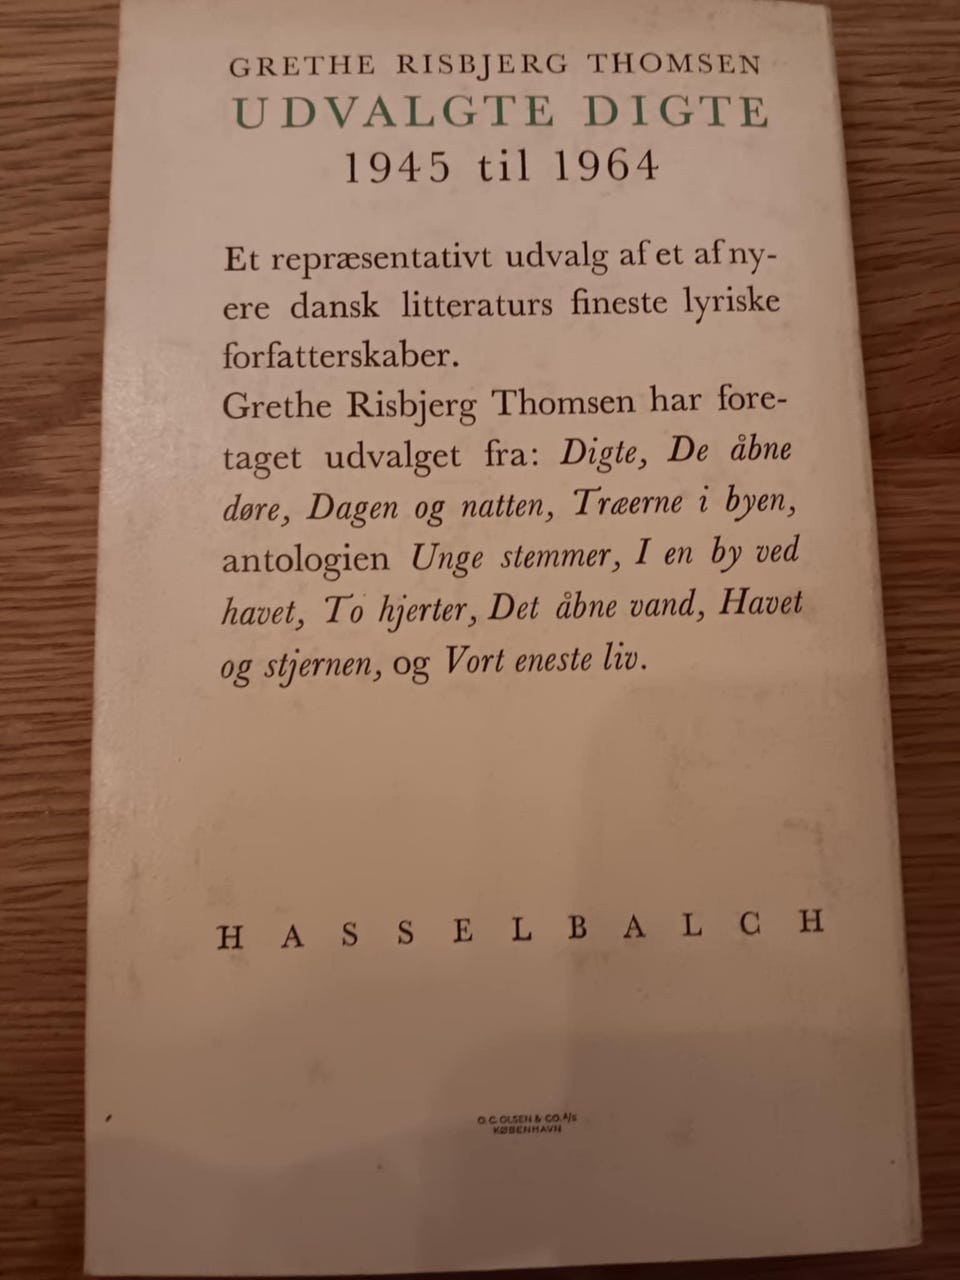 GRETHE RISBJERG THOMSEN
UDVALGTE DIGTE
1945 til 1964
Et repræsentativt udvalg af et af ny-
ere dansk litteraturs fineste lyriske
forfatterskaber.
Grethe Risbjerg Thomsen har fore-
taget udvalget fra: Digte, De åbne
døre, Dagen og natten, Træerne i byen,
antologien Unge stemmer, I en by ved
havet, To hjerter, Det åbne vand, Havet
og stjernen, og Vort eneste liv.
HASSELBALCH
O. C. OLSEN & CO. A/S
KØBENHAVN